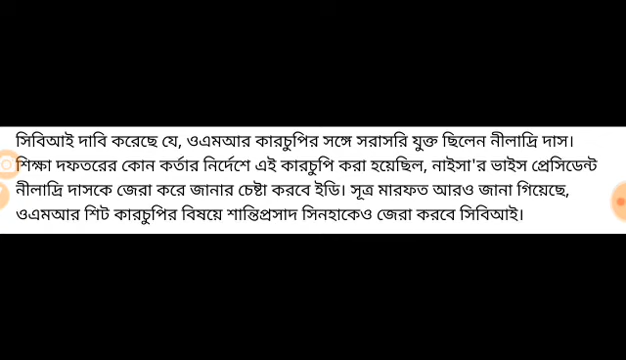 সিবিআই দাবি করেছে যে, ওএমআর কারচুপির সঙ্গে সরাসরি যুক্ত ছিলেন নীলাদ্রি দাস।
শিক্ষা দফতরের কোন কর্তার নির্দেশে এই কারচুপি করা হয়েছিল, নাইসা'র ভাইস প্রেসিডেন্ট
নীলাদ্রি দাসকে জেরা করে জানার চেষ্টা করবে ইডি। সূত্র মারফত আরও জানা গিয়েছে,
ওএমআর শিট কারচুপির বিষয়ে শান্তিপ্রসাদ সিনহাকেও জেরা করবে সিবিআই।